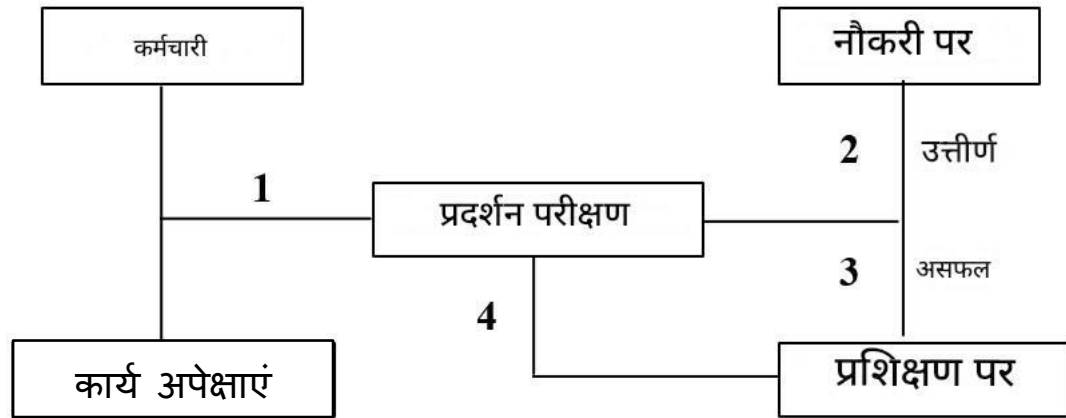 कर्मचारी
नौकरी पर
2 उत्तीर्ण
1
प्रदर्शन परीक्षण
3 असफल
4
कार्य अपेक्षाएं
प्रशिक्षण पर